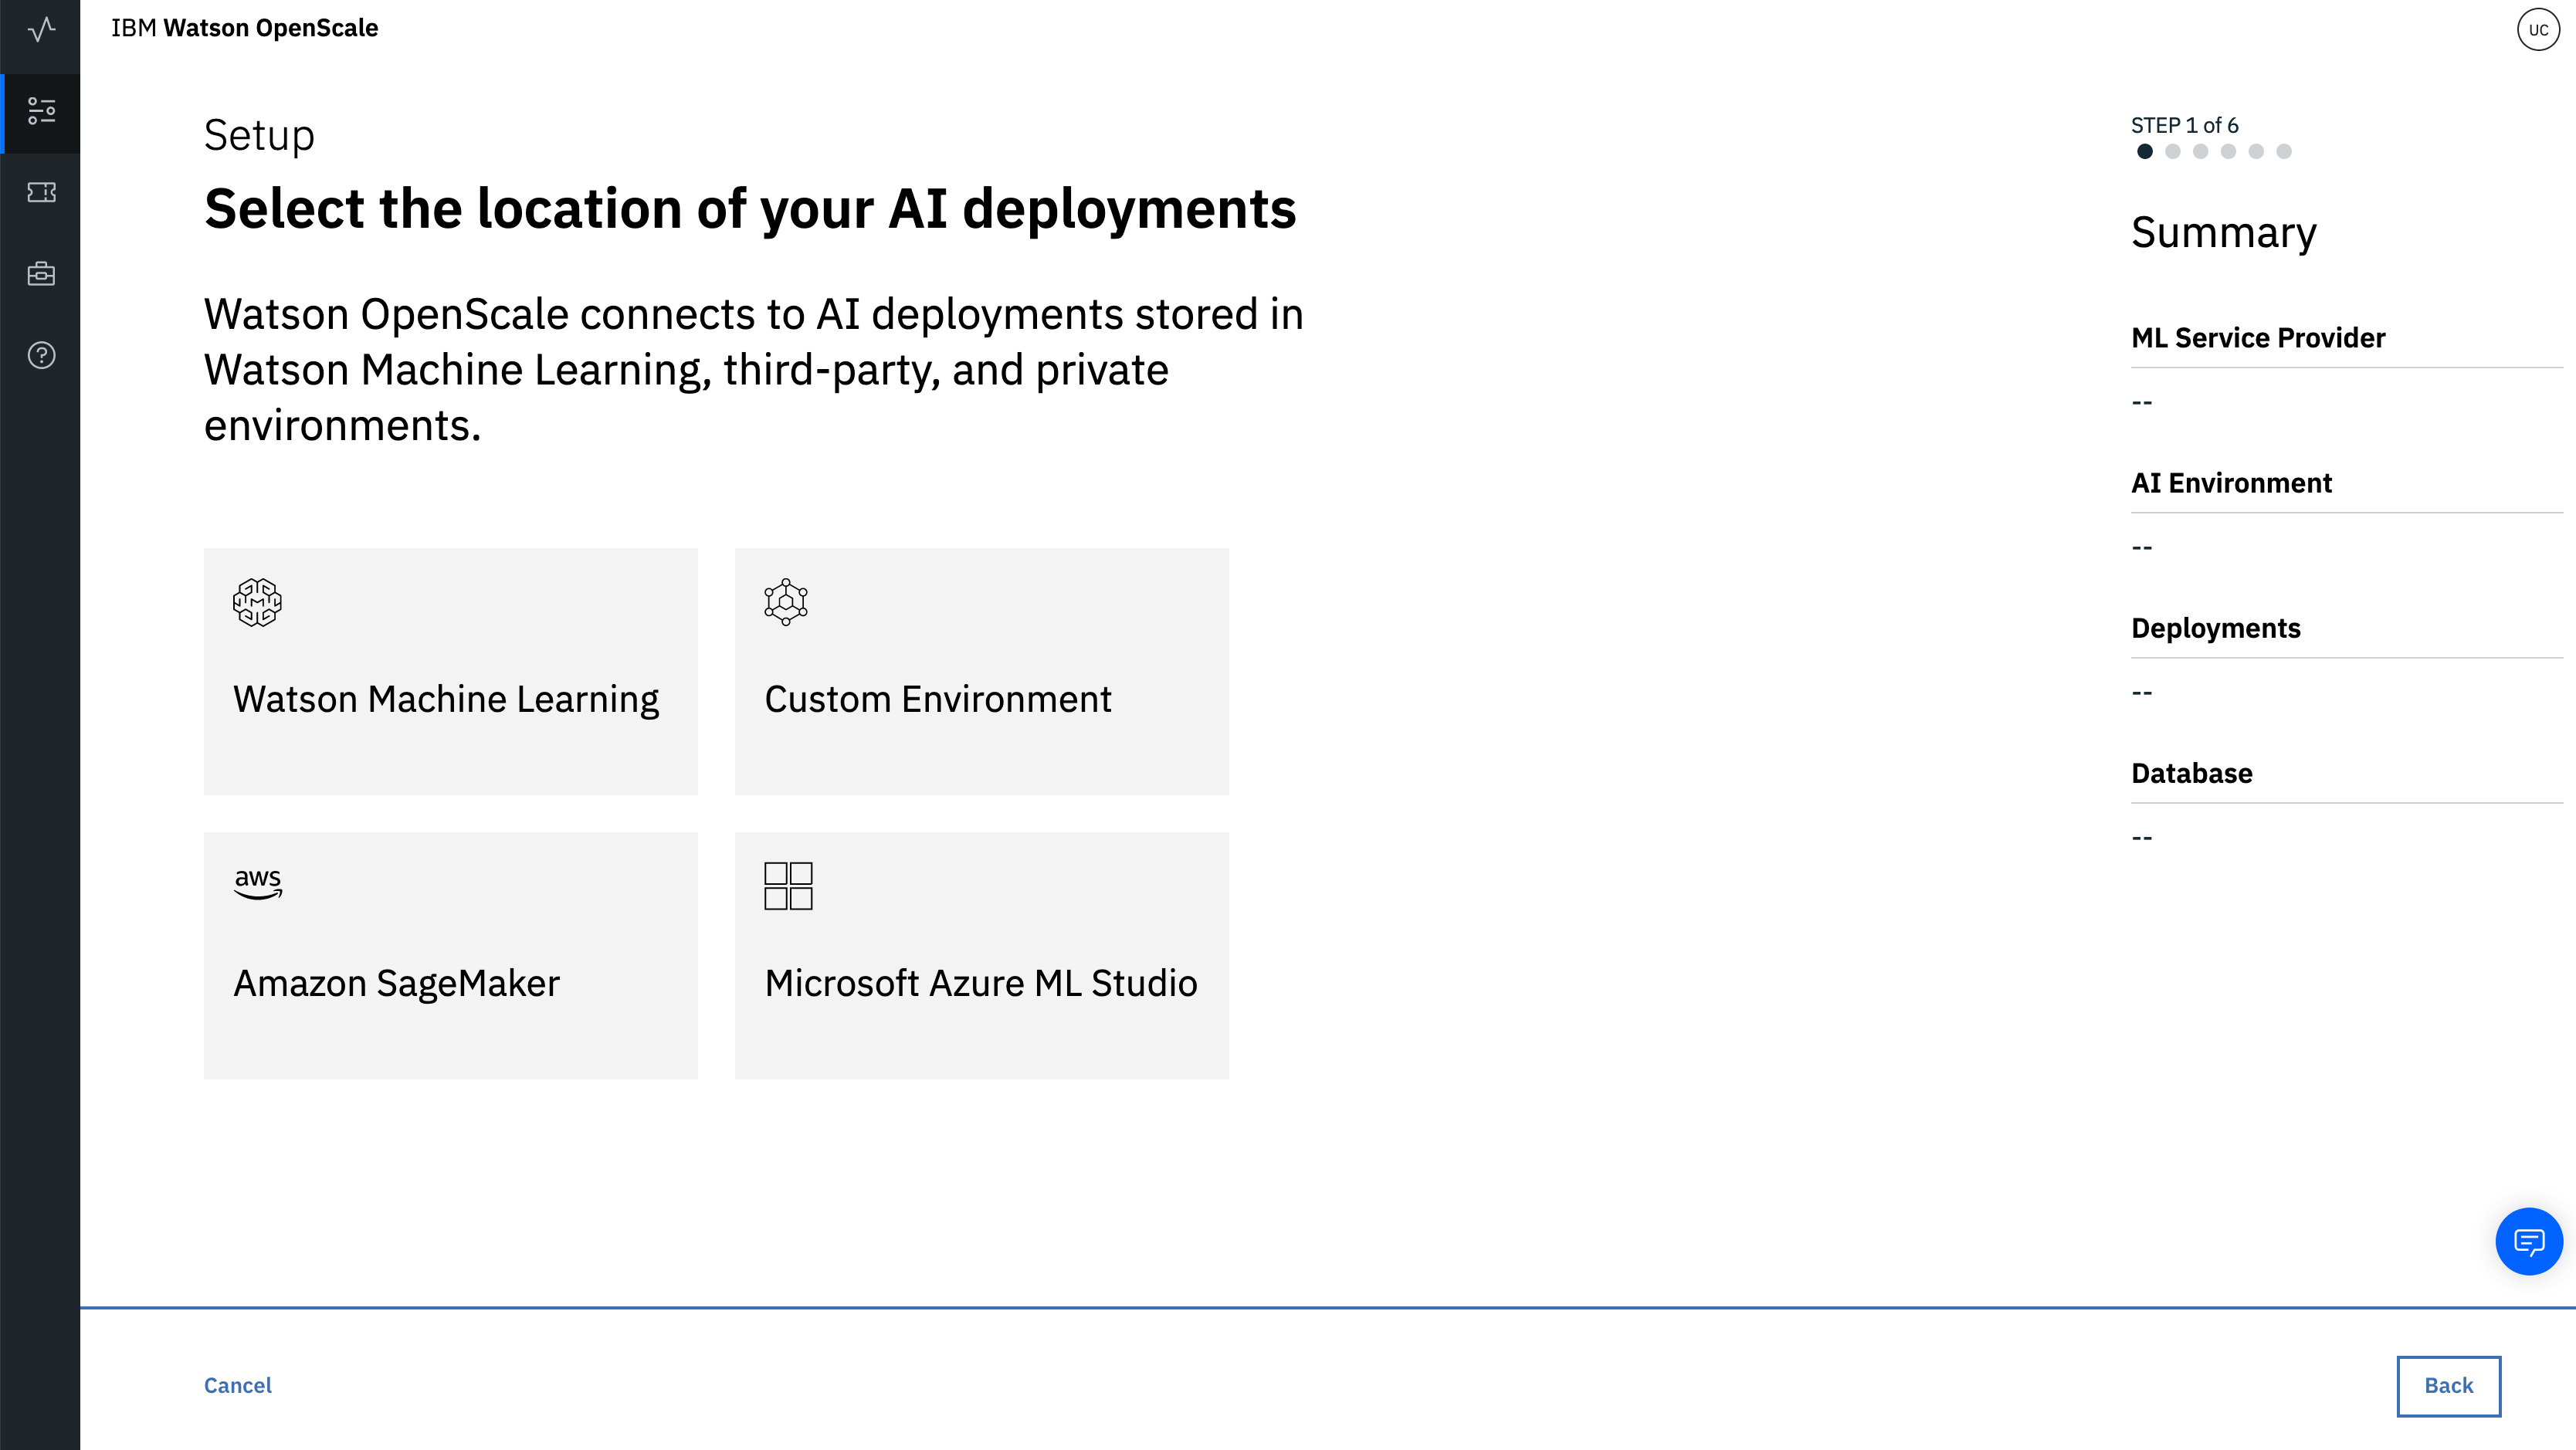 IBM Watson OpenScale
UC
Setup
Select the location of your AI deployments
Watson OpenScale connects to AI deployments stored in
Watson Machine Learning, third-party, and private
environments.
Watson Machine Learning
Custom Environment
aws
Amazon SageMaker
Microsoft Azure ML Studio
STEP 1 of 6
Summary
ML Service Provider
--
AI Environment
--
Deployments
--
Database
--
Cancel
Back